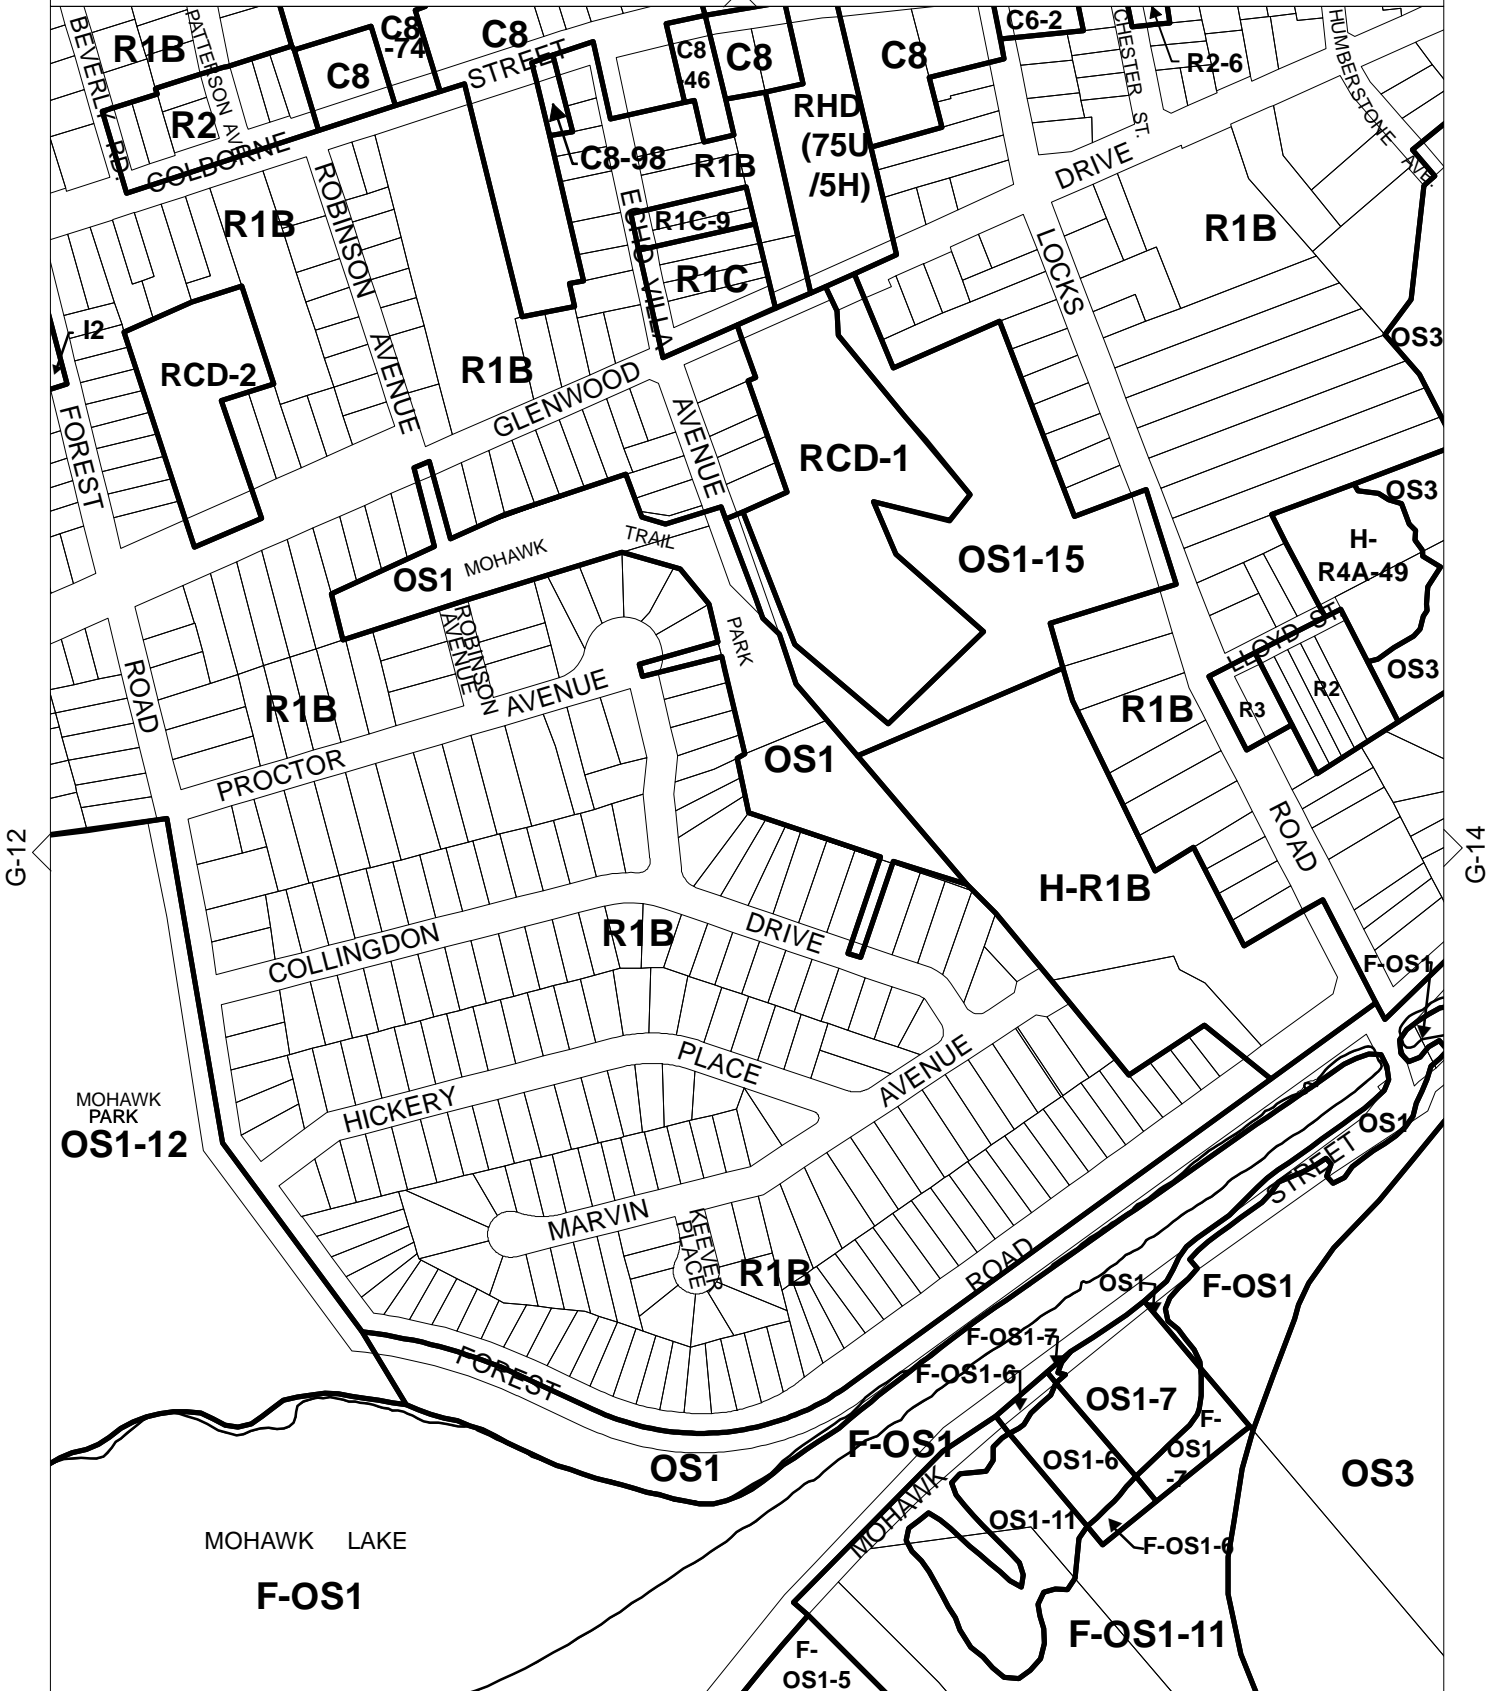 BEVERLY RD.
R1B
PATTERSON AVE
C8
-74
C8
C8
STREET
C8
-46
C8
C8
C6-2
CHESTER ST.
R2-6
HUMBERSTONE AVE.
R2
COLBORNE
C8-98
R1B
RHD
(75U
/5H)
DRIVE
R1B
ROBINSON
AVENUE
ECHO VILLA
AVENUE
R1C-9
R1C
LOCKS
R1B
I2
RCD-2
R1B
OS3
GLENWOOD
FOREST
ROAD
RCD-1
OS3
H-
R4A-49
OS1-15
MOHAWK
TRAIL
OS1
ROBINSON
AVENUE
PARK
LLOYD ST.
OS3
R2
R3
R1B
R1B
AVENUE
PROCTOR
OS1
ROAD
G-12
G-14
H-R1B
R1B
DRIVE
COLLINGDON
F-OS1
PLACE
AVENUE
HICKERY
MOHAWK
PARK
OS1-12
OS1
STREET
MARVIN
KEEVER
PLACE
R1B
ROAD
OS1
F-OS1
F-OS1-7
F-OS1-6
FOREST
OS1-7
F-
OS1
-7
F-OS1
OS1-6
OS1
OS3
MOHAWK
OS1-11
F-OS1-6
MOHAWK LAKE
F-OS1
F-OS1-11
F-
OS1-5